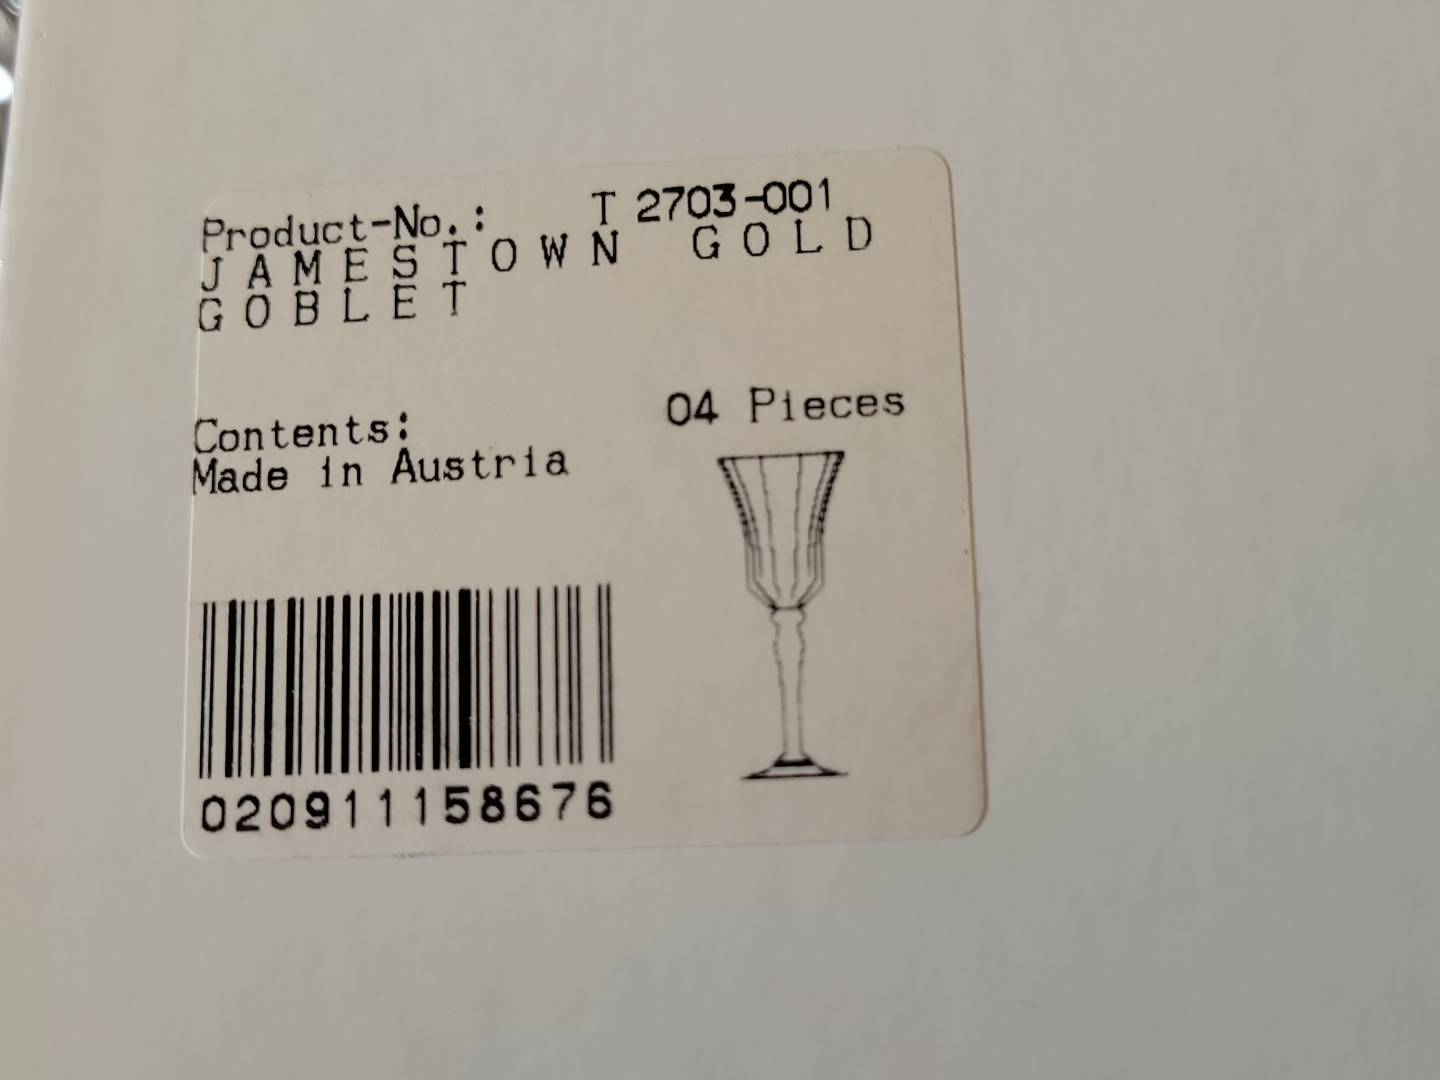 Product-No.: T 2703-001
JAMESTOWN GOLD
GOBLET
Contents: 04 Pieces
Made in Austria
020911158676